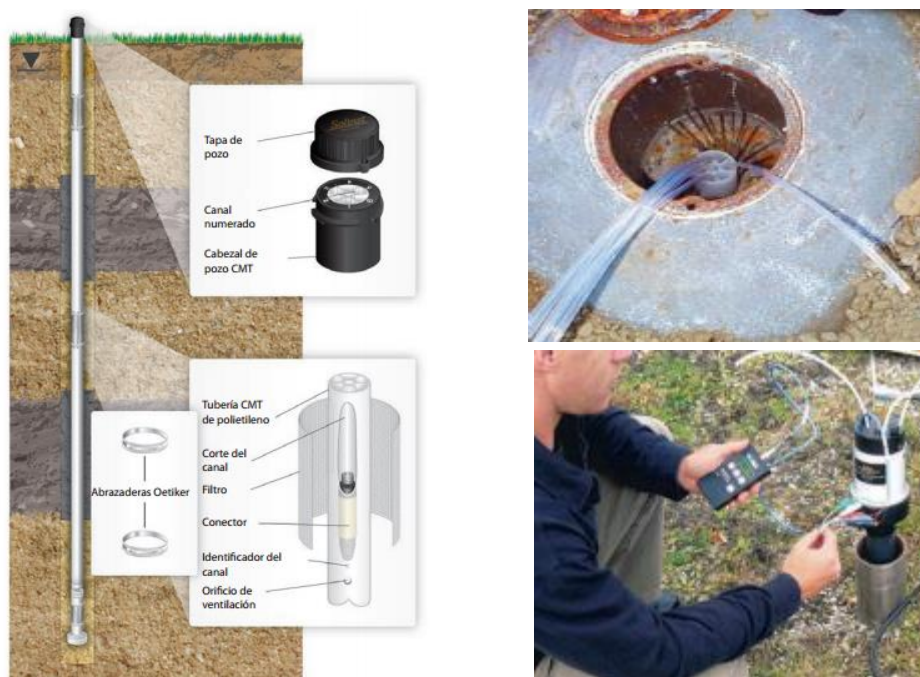 Tapa de
pozo
Solinst
Canal
numerado
Cabezal de
pozo CMT
Tubería CMT
de polietileno
Corte del
canal
Filtro
Abrazaderas Oetiker
Conector
Identificador del
canal
Orificio de
ventilación